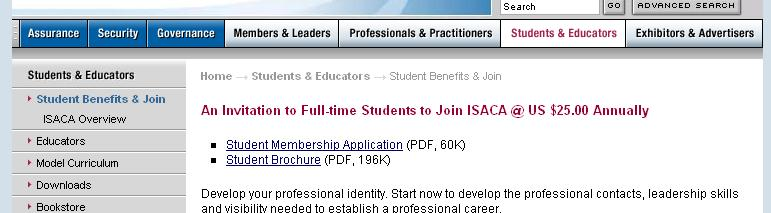 Search GO ADVANCED SEARCH
Assurance Security Governance Members & Leaders Professionals & Practitioners Students & Educators Exhibitors & Advertisers
Students & Educators
Student Benefits & Join
ISACA Overview
Educators
Model Curriculum
Downloads
Bookstore
Home → Students & Educators → Student Benefits & Join
An Invitation to Full-time Students to Join ISACA @ US $25.00 Annually
Student Membership Application (PDF, 60K)
Student Brochure (PDF, 196K)
Develop your professional identity. Start now to develop the professional contacts, leadership skills
and visibility needed to establish a professional career.